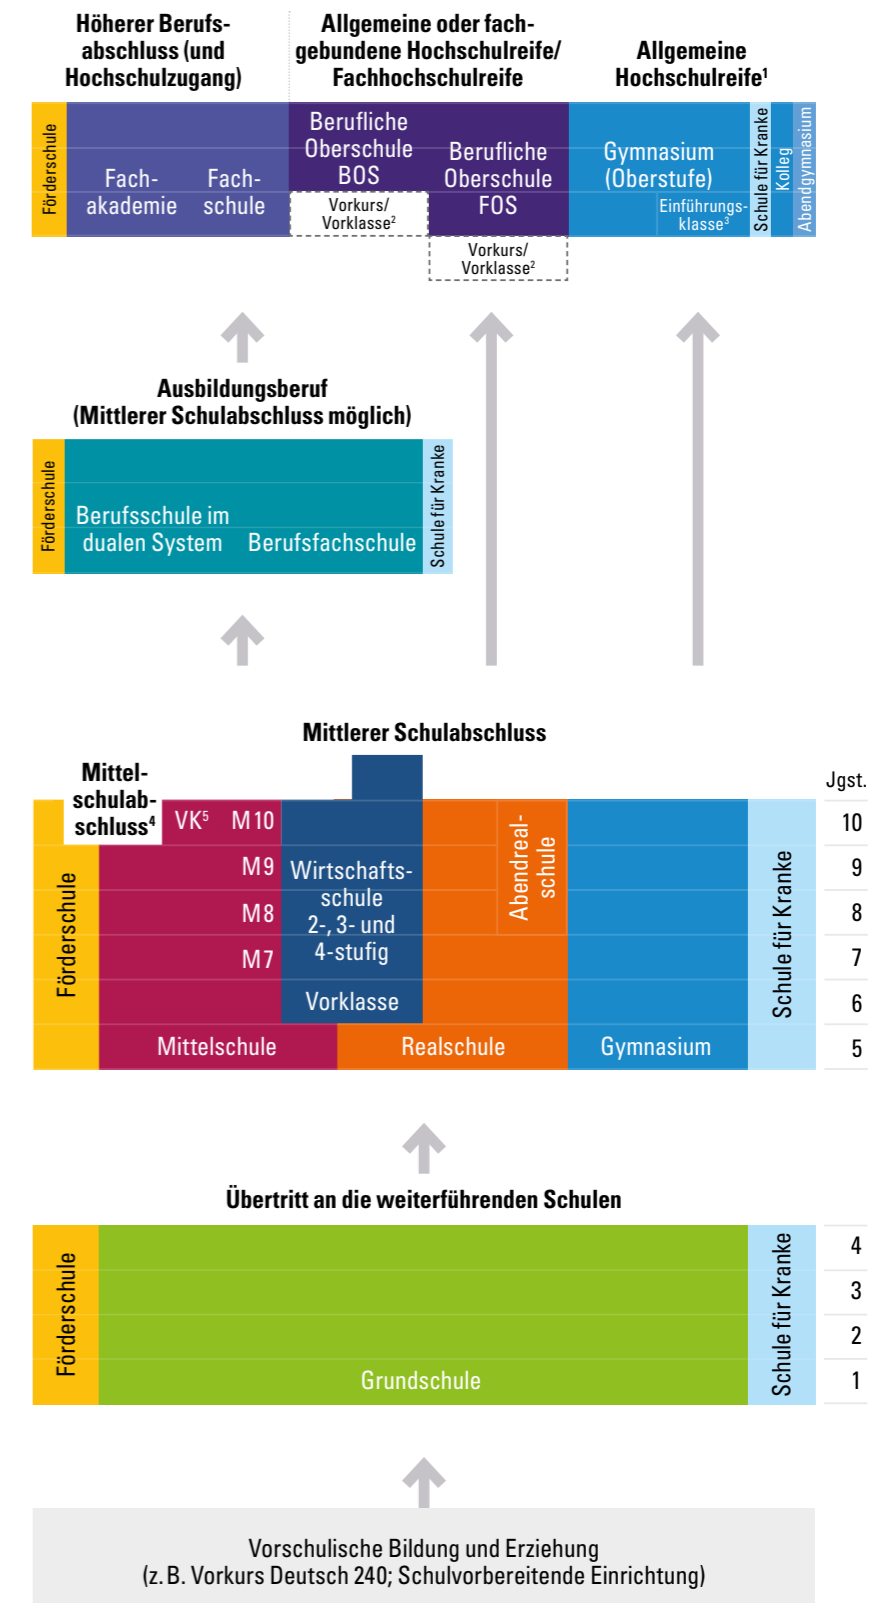 Höherer Berufs-
abschluss (und
Hochschulzugang)
Allgemeine oder fach-
gebundene Hochschulreife/
Fachhochschulreife
Allgemeine
Hochschulreife¹
Förderschule
Fach-
akademie
Fach-
schule
Berufliche
Oberschule
BOS
Vorkurs/
Vorklasse²
Berufliche
Oberschule
FOS
Vorkurs/
Vorklasse²
Gymnasium
(Oberstufe)
Einführungs-
klasse³
Schule für Kranke
Kolleg
Abendgymnasium
Ausbildungsberuf
(Mittlerer Schulabschluss möglich)
Förderschule
Berufsschule im
dualen System
Berufsfachschule
Schule für Kranke
Mittlerer Schulabschluss
Mittel-
schulab-
schluss⁴
Jgst.
Förderschule
VK⁵
M10
M9
M8
M7
Mittelschule
Wirtschafts-
schule
2-, 3- und
4-stufig
Vorklasse
Abendreal-
schule
Realschule
Gymnasium
Schule für Kranke
10
9
8
7
6
5
Übertritt an die weiterführenden Schulen
Förderschule
Grundschule
Schule für Kranke
4
3
2
1
Vorschulische Bildung und Erziehung
(z. B. Vorkurs Deutsch 240; Schulvorbereitende Einrichtung)